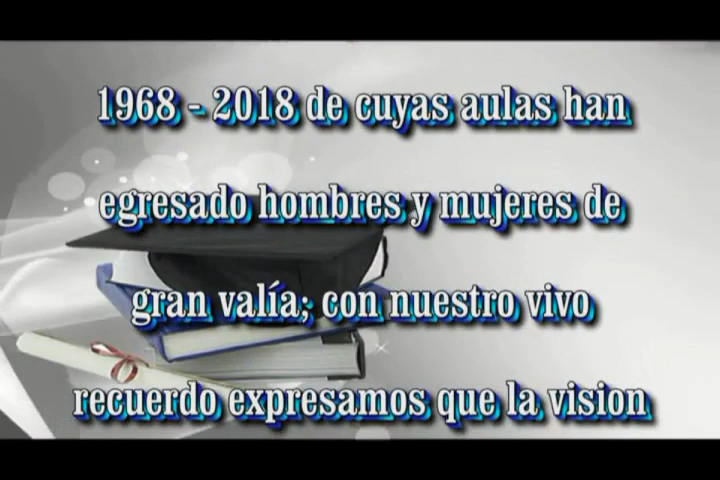 1968 - 2018 de cuyas aulas han
egresado hombres y mujeres de
gran valía; con nuestro vivo
recuerdo expresamos que la vision